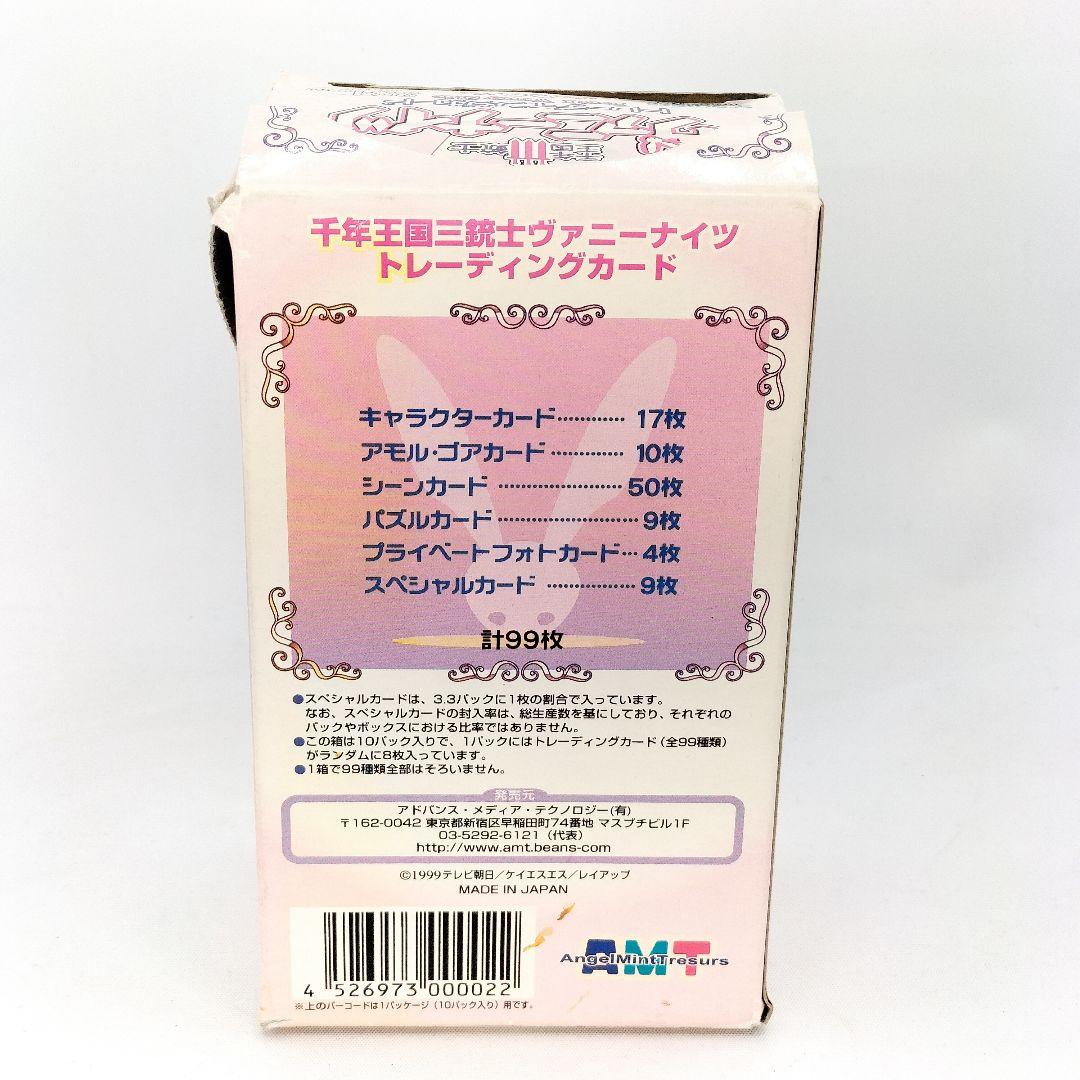 千年王国三銃士ヴァニーナイツ
トレーディングカード
キャラクターカード………… 17枚
アモル・ゴアカード………… 10枚
シーンカード………………… 50枚
パズルカード………………… 9枚
プライベートフォトカード… 4枚
スペシャルカード…………… 9枚
計99枚
●スペシャルカードは、3.3パックに1枚の割合で入っています。
なお、スペシャルカードの封入率は、総生産数を基にしており、それぞれの
パックやボックスにおける比率ではありません。
●この箱は10パック入りで、1パックにはトレーディングカード(全99種類)
がランダムに8枚入っています。
●1箱で99種類全部はそろいません。
発売元
アドバンス・メディア・テクノロジー(有)
〒162-0042 東京都新宿区早稲田町74番地 マスブチビル1F
03-5292-6121(代表)
http://www.amt.beans-com
©1999テレビ朝日/ケイエスエス/レイアップ
MADE IN JAPAN
AMT
AngelMintTresurs
4 526973 000022
※上のバーコードは1パッケージ(10パック入り)用です。